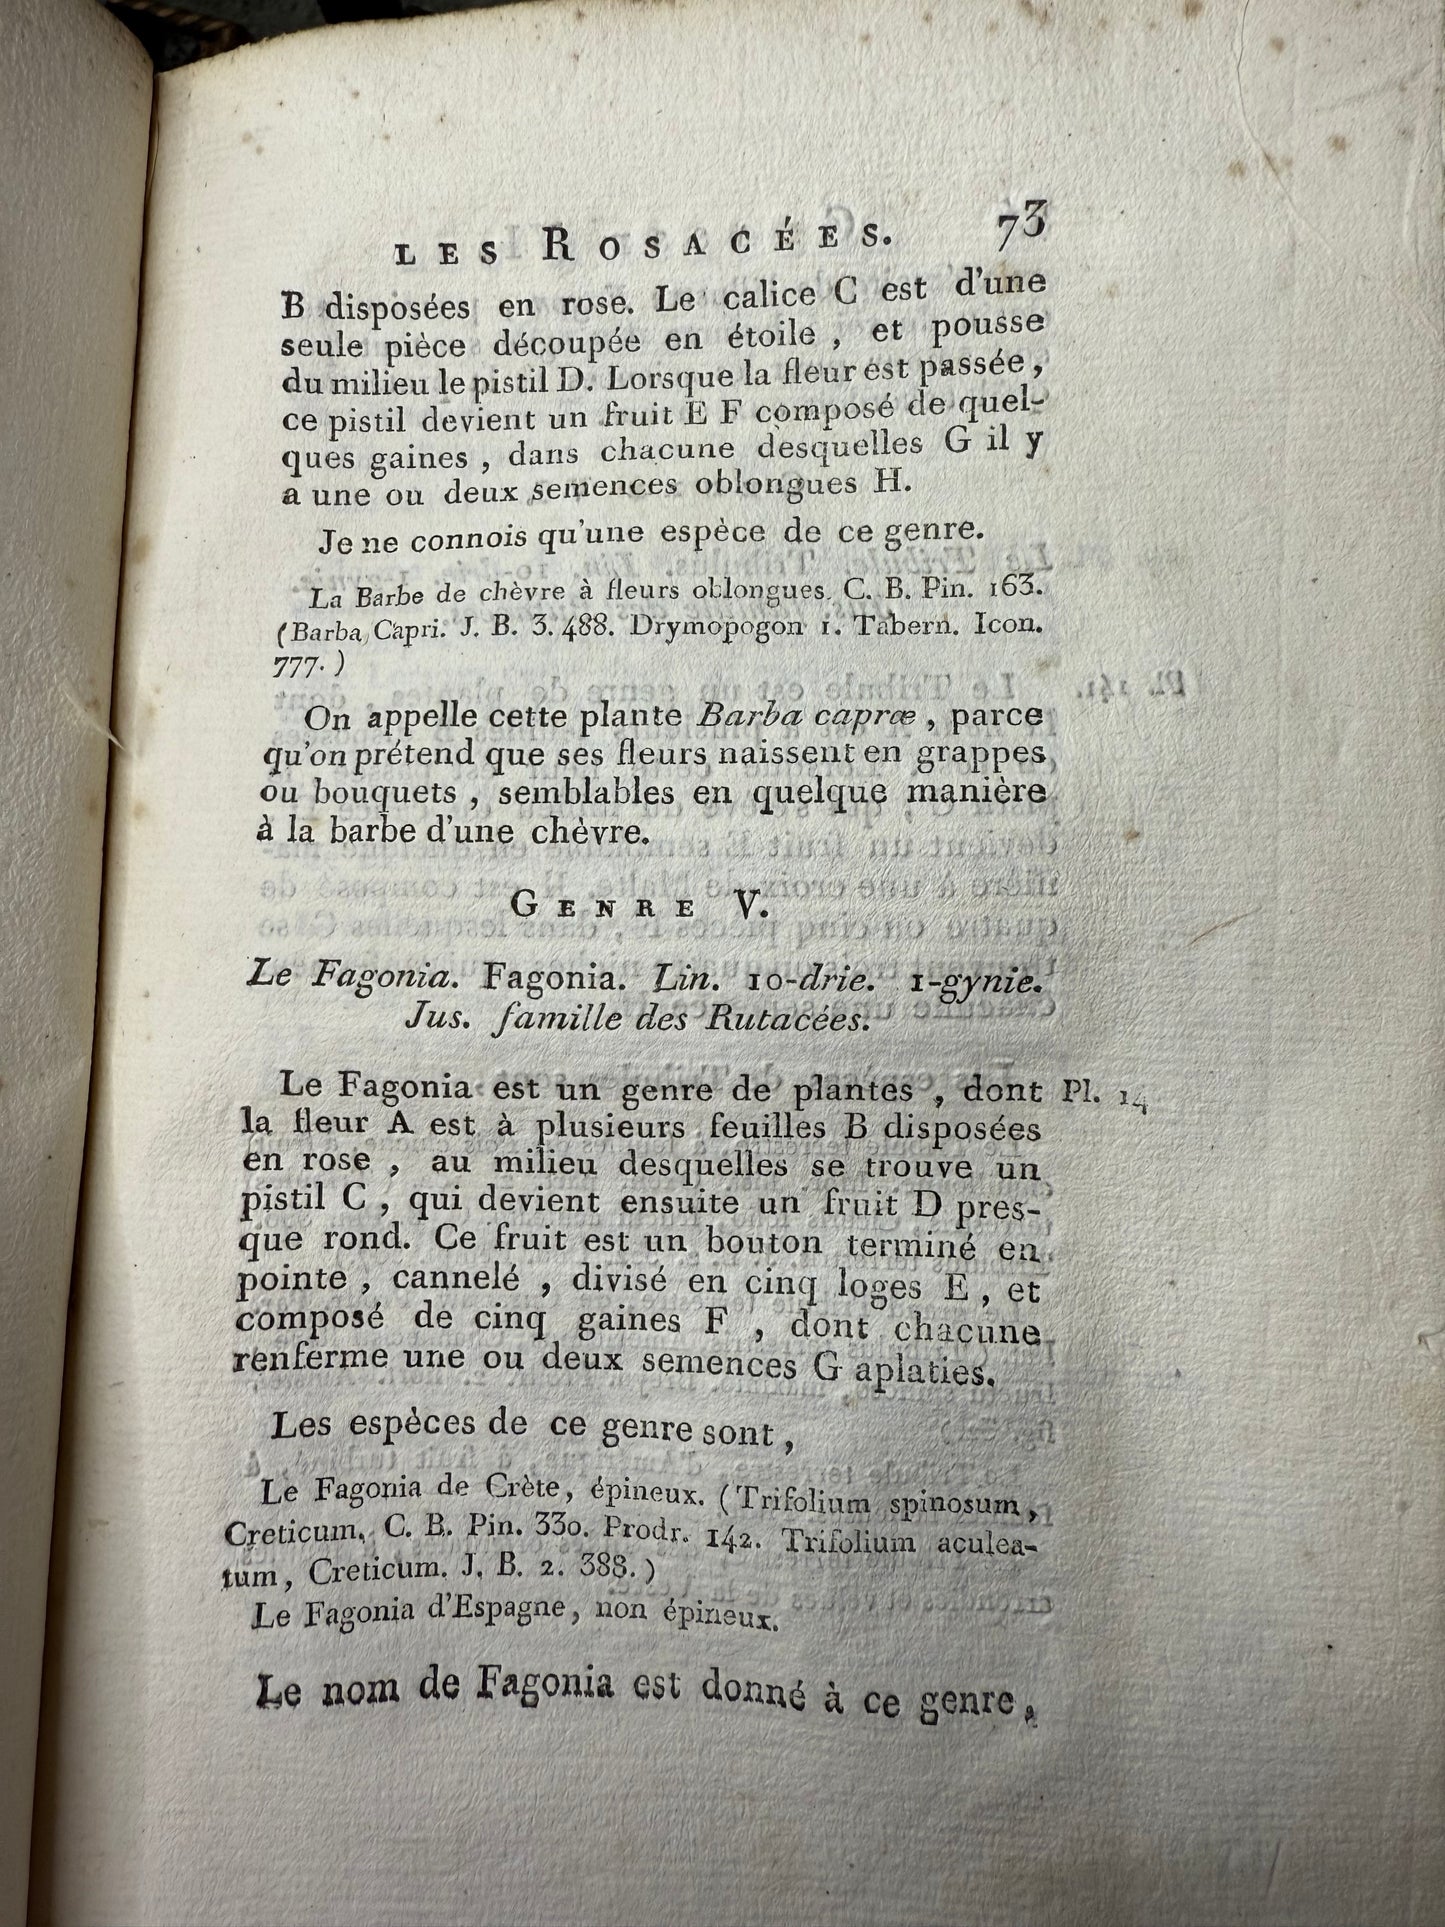 LES ROSACÉES. 73
B disposées en rose. Le calice C est d'une
seule pièce découpée en étoile , et pousse
du milieu le pistil D. Lorsque la fleur est passée ,
ce pistil devient un fruit E F composé de quel-
ques gaines , dans chacune desquelles G il y
a une ou deux semences oblongues H.
Je ne connois qu'une espèce de ce genre.
La Barbe de chèvre à fleurs oblongues. C. B. Pin. 163.
(Barba Capri. J. B. 3. 488. Drymopogon 1. Tabern. Icon.
777. )
On appelle cette plante Barba capræ , parce
qu'on prétend que ses fleurs naissent en grappes
ou bouquets , semblables en quelque manière
à la barbe d'une chèvre.
GENRE V.
Le Fagonia. Fagonia. Lin. 10-drie. 1-gynie.
Jus. famille des Rutacées.
Le Fagonia est un genre de plantes , dont Pl. 14
la fleur A est à plusieurs feuilles B disposées
en rose , au milieu desquelles se trouve un
pistil C , qui devient ensuite un fruit D pres-
que rond. Ce fruit est un bouton terminé en
pointe , cannelé , divisé en cinq loges E , et
composé de cinq gaines F , dont chacune
renferme une ou deux semences G aplaties.
Les espèces de ce genre sont ,
Le Fagonia de Crète, épineux. ( Trifolium spinosum ,
Creticum. C. B. Pin. 330. Prodr. 142. Trifolium aculea-
tum , Creticum. J. B. 2. 388. )
Le Fagonia d'Espagne, non épineux.
Le nom de Fagonia est donné à ce genre ,